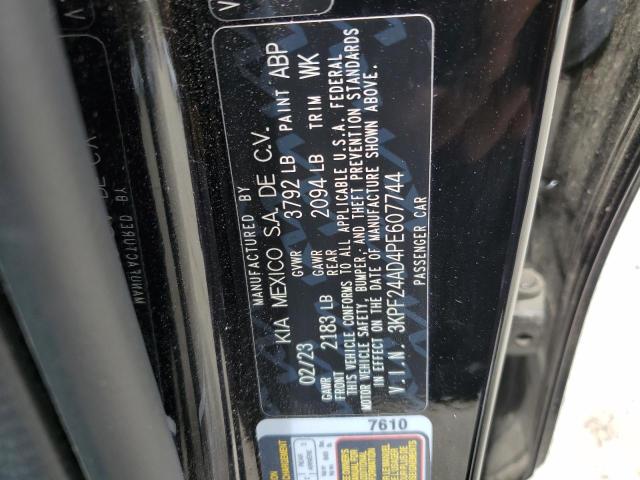 MANUFACTURED BY
KIA MEXICO S.A. DE C.V.
02/23 GVWR 3792 LB PAINT ABP
GAWR FRONT 2183 LB GAWR REAR 2094 LB TRIM WK
THIS VEHICLE CONFORMS TO ALL APPLICABLE U.S.A. FEDERAL
MOTOR VEHICLE SAFETY, BUMPER, AND THEFT PREVENTION STANDARDS
IN EFFECT ON THE DATE OF MANUFACTURE SHOWN ABOVE.
V.I.N. 3KPF24AD4PE607744
PASSENGER CAR
7610
MANUFACTURED BY